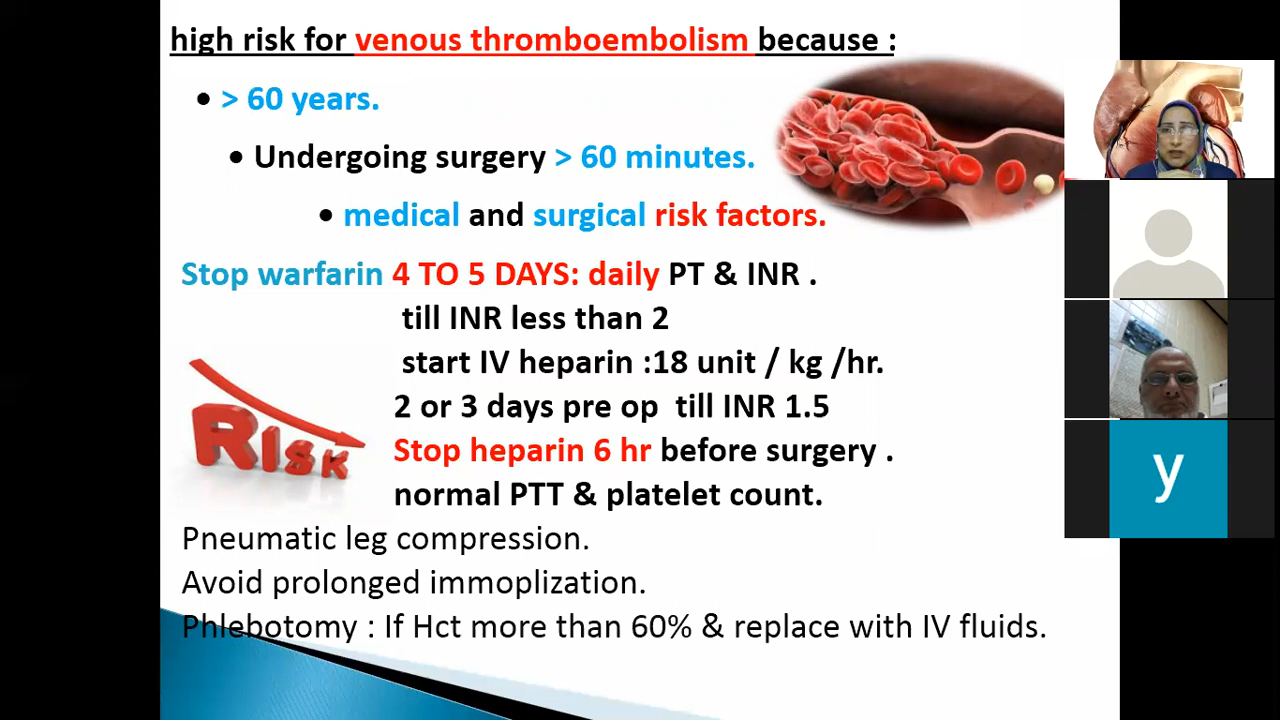 high risk for venous thromboembolism because :
• > 60 years.
• Undergoing surgery > 60 minutes.
• medical and surgical risk factors.
Stop warfarin 4 TO 5 DAYS: daily PT & INR .
till INR less than 2
start IV heparin :18 unit / kg /hr.
2 or 3 days pre op till INR 1.5
Stop heparin 6 hr before surgery .
normal PTT & platelet count.
RISK
Pneumatic leg compression.
Avoid prolonged immoplization.
Phlebotomy : If Hct more than 60% & replace with IV fluids.
y